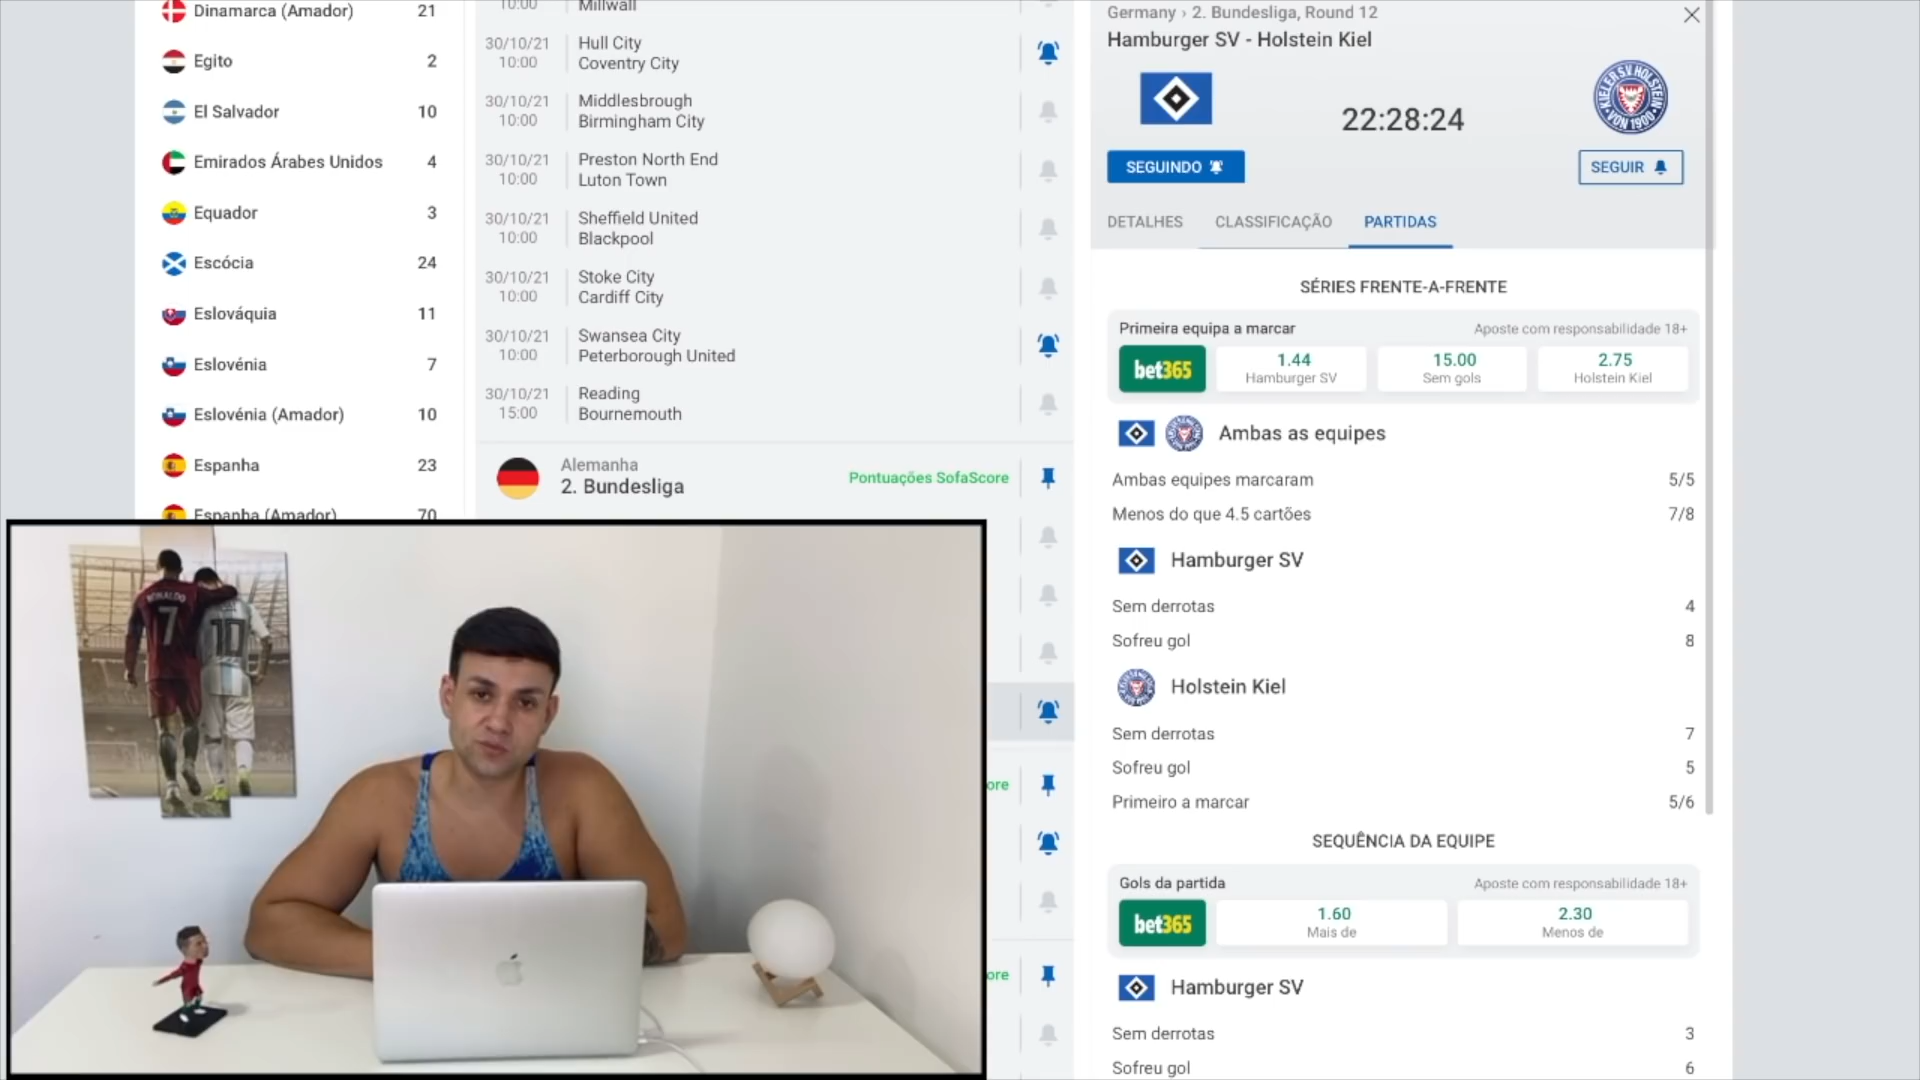 Dinamarca (Amador) 21
Egito 2
El Salvador 10
Emirados Árabes Unidos 4
Equador 3
Escócia 24
Eslováquia 11
Eslovénia 7
Eslovénia (Amador) 10
Espanha 23
Espanha (Amador) 70
10:00 Millwall
30/10/21 Hull City
10:00 Coventry City
30/10/21 Middlesbrough
10:00 Birmingham City
30/10/21 Preston North End
10:00 Luton Town
30/10/21 Sheffield United
10:00 Blackpool
30/10/21 Stoke City
10:00 Cardiff City
30/10/21 Swansea City
10:00 Peterborough United
30/10/21 Reading
15:00 Bournemouth
Alemanha
2. Bundesliga
Pontuações SofaScore
ore
ore
RONALDO
7
10
Germany › 2. Bundesliga, Round 12
Hamburger SV - Holstein Kiel
22:28:24
KIELER SV HOLSTEIN
VON 1900
SEGUINDO
SEGUIR
DETALHES CLASSIFICAÇÃO PARTIDAS
SÉRIES FRENTE-A-FRENTE
Primeira equipa a marcar Aposte com responsabilidade 18+
bet365
1.44 15.00 2.75
Hamburger SV Sem gols Holstein Kiel
Ambas as equipes
Ambas equipes marcaram 5/5
Menos do que 4.5 cartões 7/8
Hamburger SV
Sem derrotas 4
Sofreu gol 8
Holstein Kiel
Sem derrotas 7
Sofreu gol 5
Primeiro a marcar 5/6
SEQUÊNCIA DA EQUIPE
Gols da partida Aposte com responsabilidade 18+
bet365
1.60 2.30
Mais de Menos de
Hamburger SV
Sem derrotas 3
Sofreu gol 6